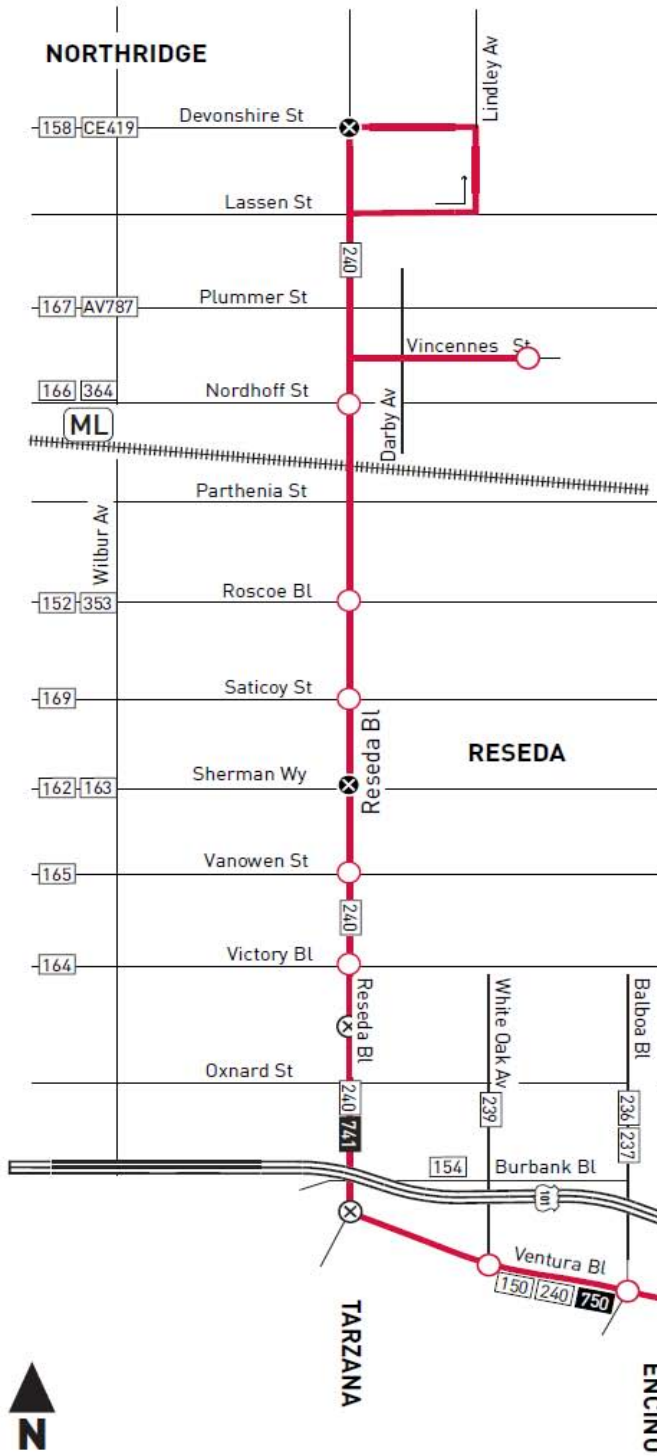 NORTHRIDGE
Lindley Av
Devonshire St
158 CE419
Lassen St
240
Plummer St
167 AV787
Vincennes St
166 364
Nordhoff St
Darby Av
ML
Parthenia St
Wilbur Av
Roscoe Bl
152 353
Saticoy St
169
Reseda Bl
RESEDA
Sherman Wy
162 163
Vanowen St
165
240
Victory Bl
164
Reseda Bl
White Oak Av
Balboa Bl
Oxnard St
240 741
239
236 237
154 Burbank Bl
101
Ventura Bl
150 240 750
TARZANA
ENCINO
N